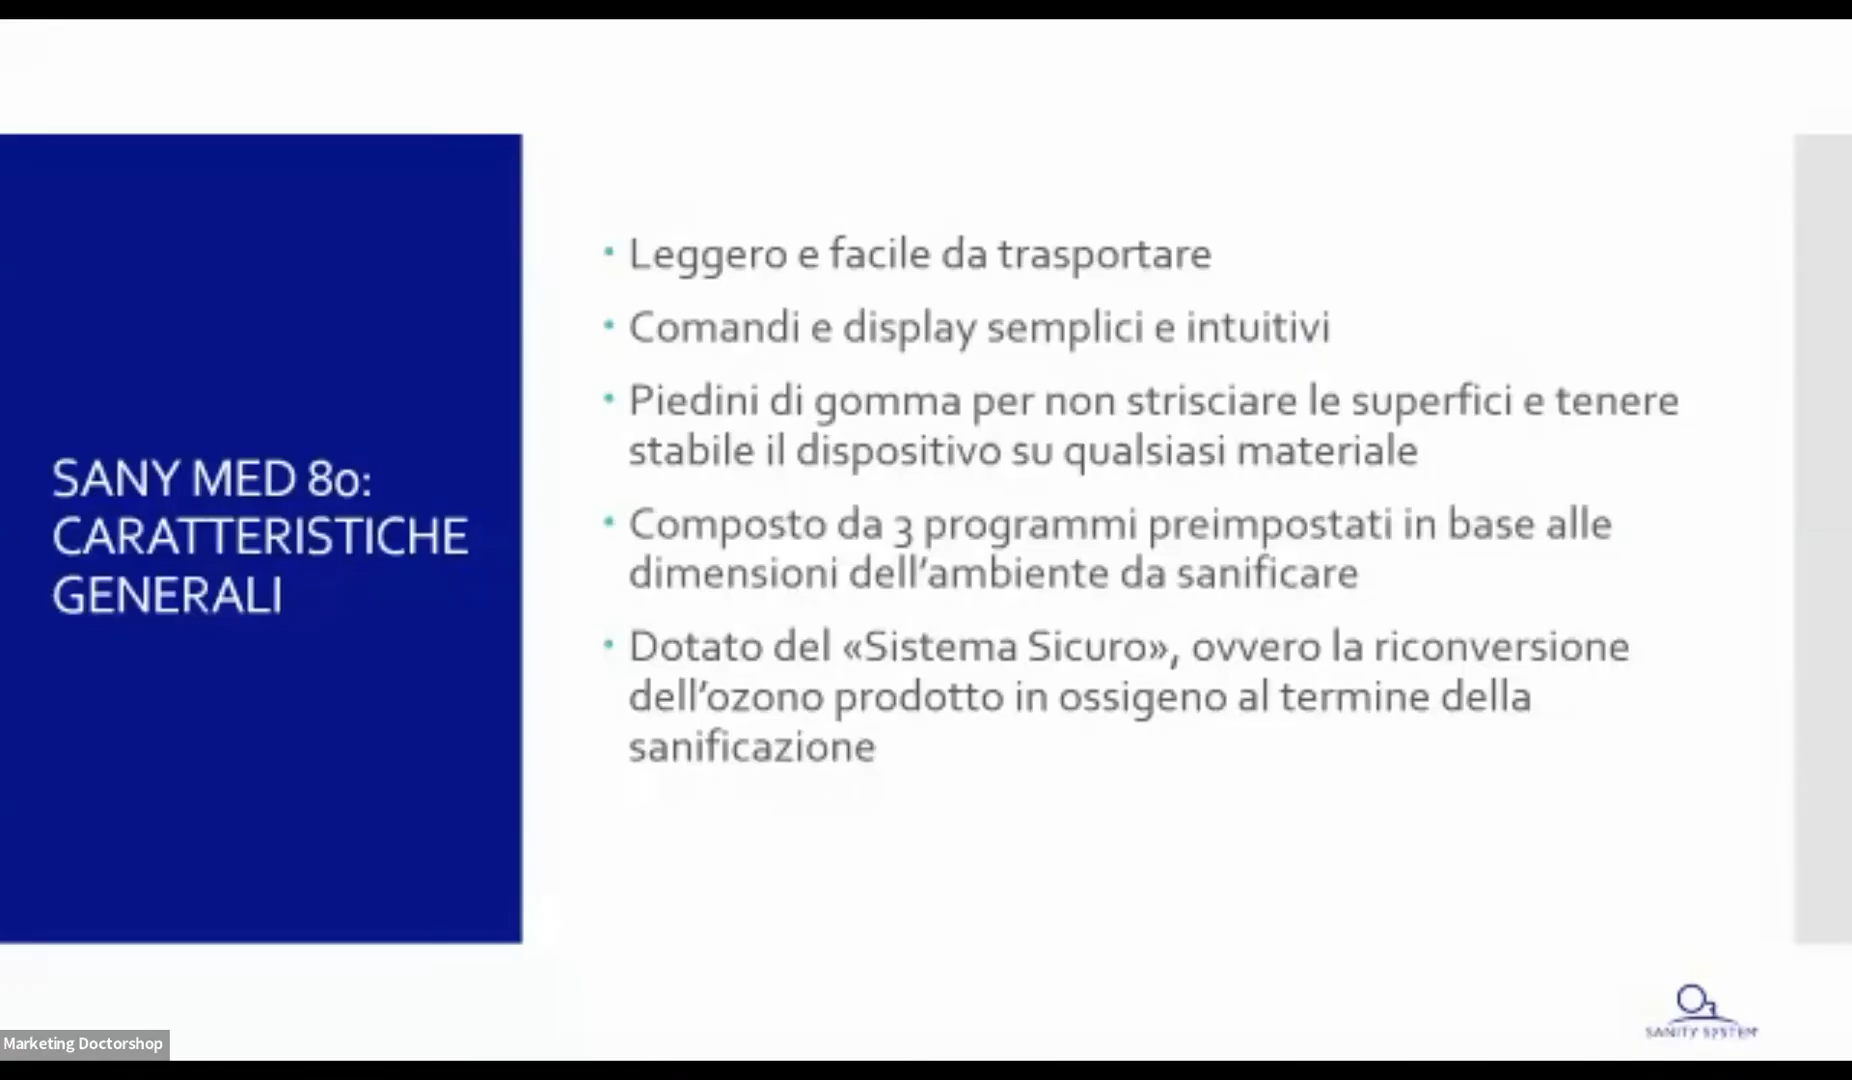 SANY MED 80:
CARATTERISTICHE
GENERALI
• Leggero e facile da trasportare
• Comandi e display semplici e intuitivi
• Piedini di gomma per non strisciare le superfici e tenere
stabile il dispositivo su qualsiasi materiale
• Composto da 3 programmi preimpostati in base alle
dimensioni dell’ambiente da sanificare
• Dotato del «Sistema Sicuro», ovvero la riconversione
dell’ozono prodotto in ossigeno al termine della
sanificazione
SANITY SYSTEM
Marketing Doctorshop